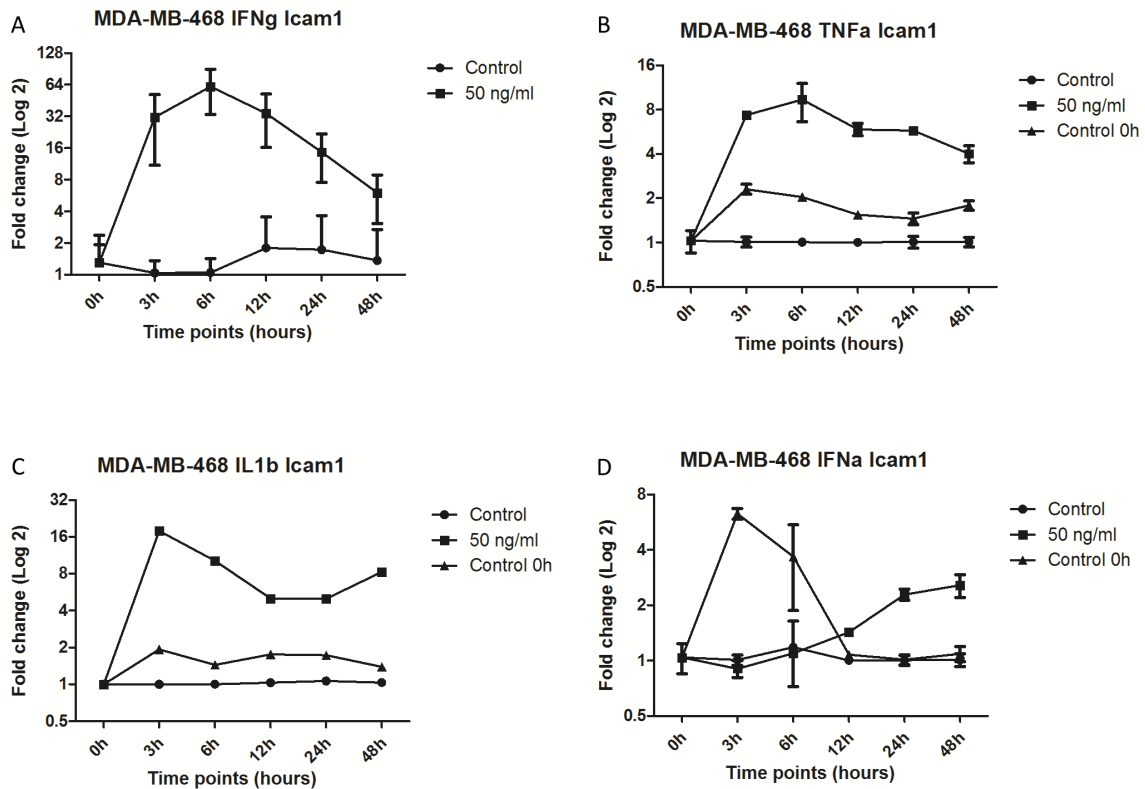 A
MDA-MB-468 IFNg Icam1
Fold change (Log 2)
128
64
32
16
8
4
2
1
0h
3h
6h
12h
24h
48h
Time points (hours)
Control
50 ng/ml
B
MDA-MB-468 TNFa Icam1
Fold change (Log 2)
16
8
4
2
1
0.5
0h
3h
6h
12h
24h
48h
Time points (hours)
Control
50 ng/ml
Control 0h
C
MDA-MB-468 IL1b Icam1
Fold change (Log 2)
32
16
8
4
2
1
0.5
0h
3h
6h
12h
24h
48h
Time points (hours)
Control
50 ng/ml
Control 0h
D
MDA-MB-468 IFNa Icam1
Fold change (Log 2)
8
4
2
1
0.5
0h
3h
6h
12h
24h
48h
Time points (hours)
Control
50 ng/ml
Control 0h